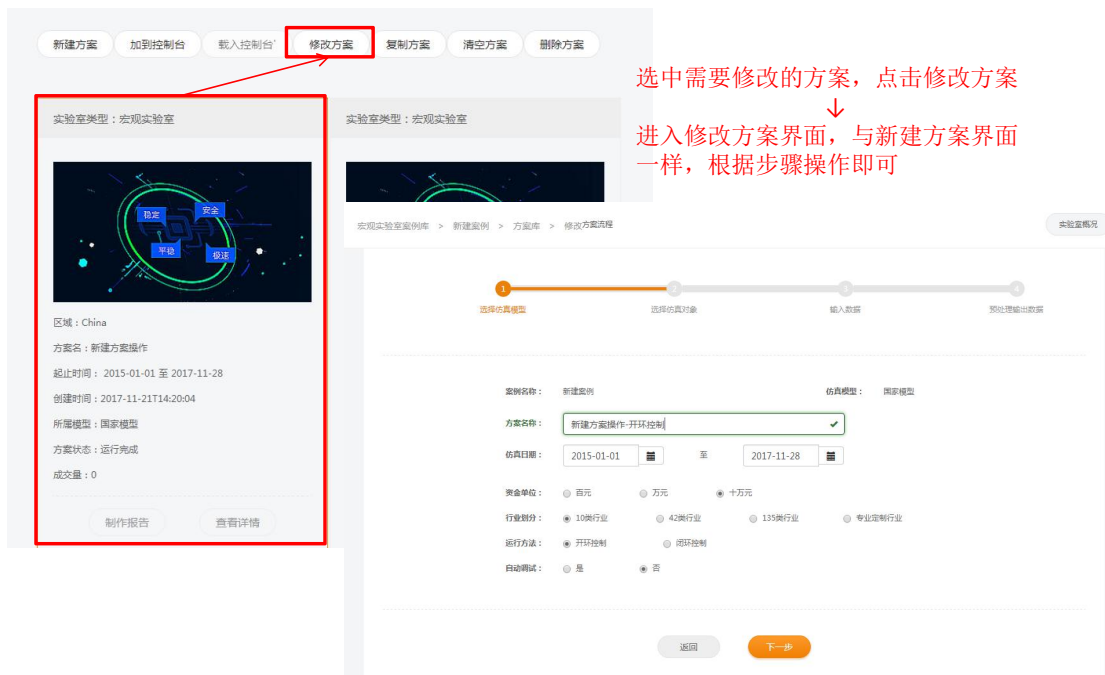 新建方案 加到控制台 载入控制台 修改方案 复制方案 清空方案 删除方案
选中需要修改的方案，点击修改方案
↓
进入修改方案界面，与新建方案界面
一样，根据步骤操作即可
实验室类型：宏观实验室
实验室类型：宏观实验室
稳定
安全
平稳
极速
区域：China
方案名：新建方案操作
起止时间： 2015-01-01 至 2017-11-28
创建时间：2017-11-21T14:20:04
所属模型：国家模型
方案状态：运行完成
成交量：0
制作报告 查看详情
宏观实验室案例库 > 新建案例 > 方案库 > 修改方案流程
实验室概况
1 2 3 4
选择仿真模型 选择仿真对象 输入数据 预处理输出数据
案例名称： 新建案例 仿真模型： 国家模型
方案名称： 新建方案操作-开环控制
仿真日期： 2015-01-01 至 2017-11-28
资金单位： 百元 万元 十万元
行业划分： 10类行业 42类行业 135类行业 专业定制行业
运行方法： 开环控制 闭环控制
自动调试： 是 否
返回 下一步